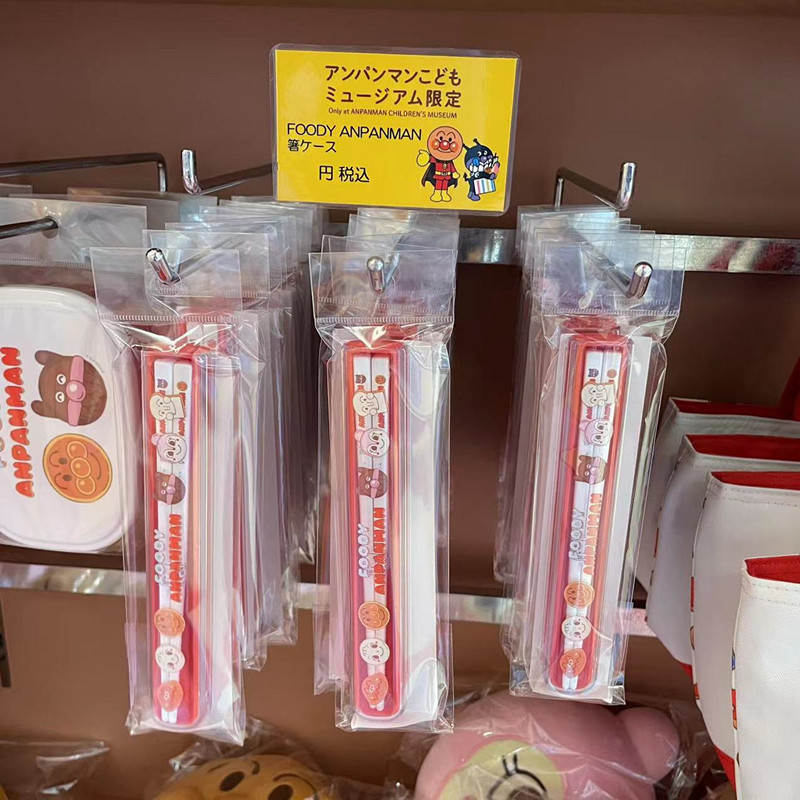 アンパンマンこども
ミュージアム限定
Only at ANPANMAN CHILDREN'S MUSEUM
FOODY ANPANMAN
箸ケース
円 税込
ANPANMAN
FOODY
ANPANMAN
FOODY
ANPANMAN
FOODY
ANPANMAN